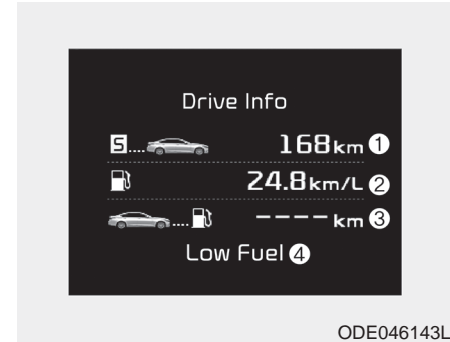 Drive Info
S.... 168km ①
24.8km/L ②
.... ---- km ③
Low Fuel ④
ODE046143L